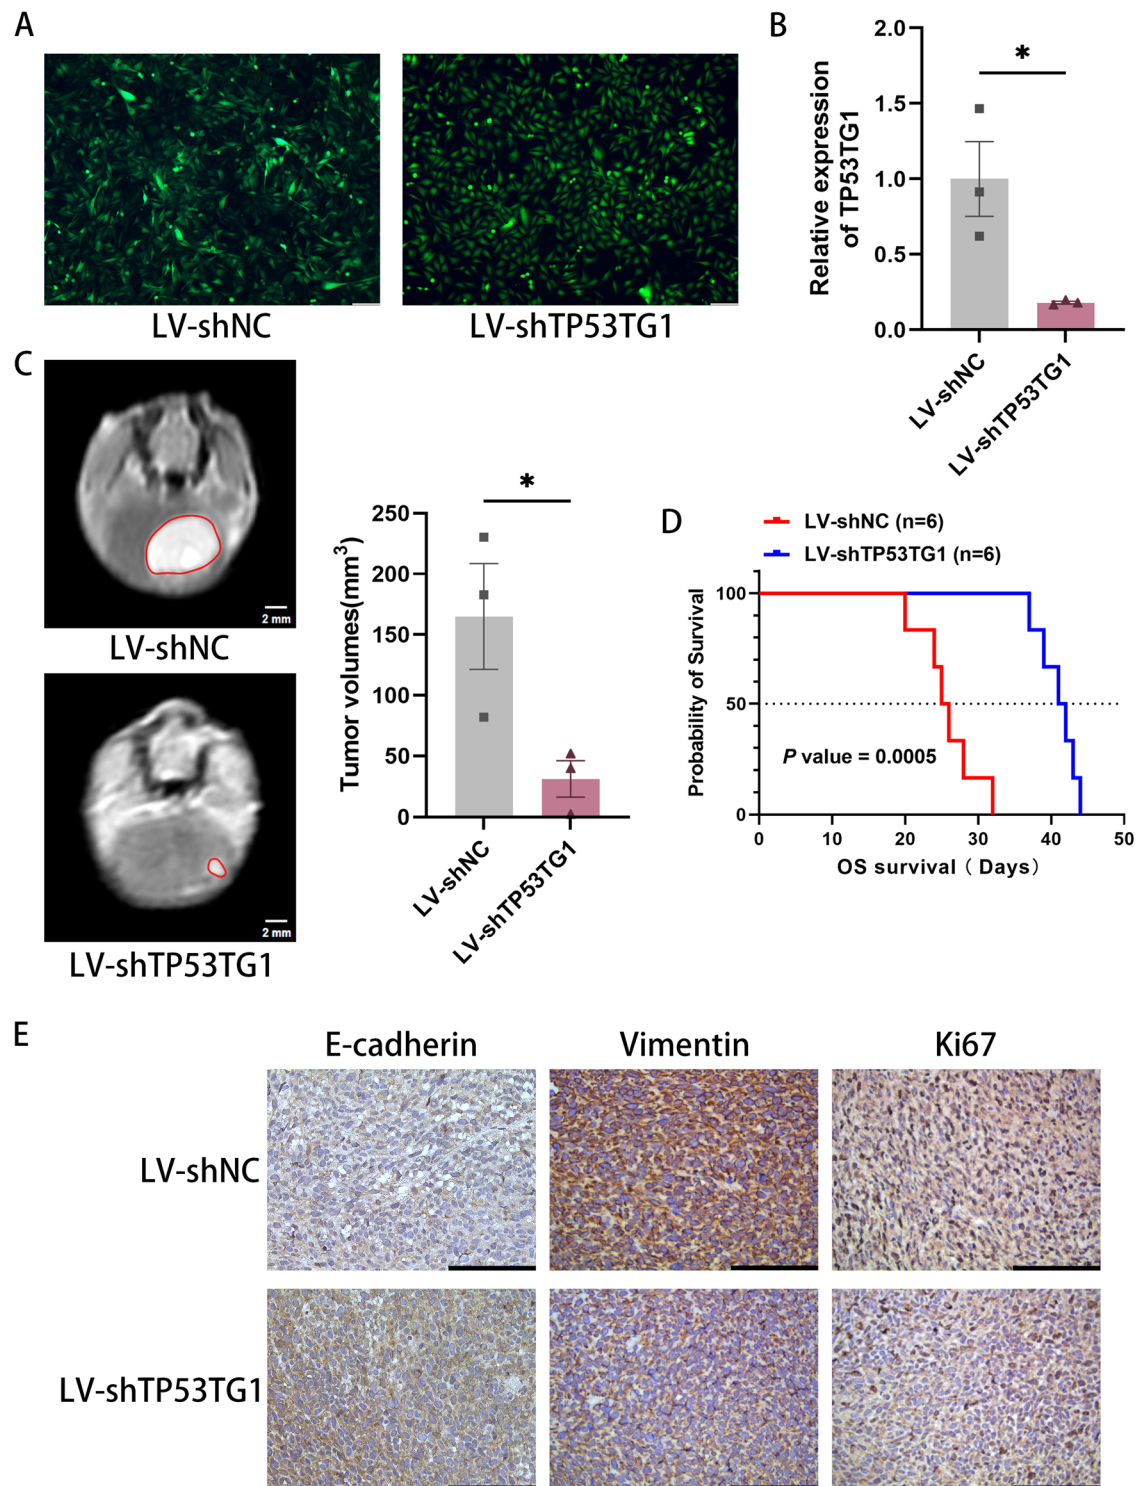 A
LV-shNC
LV-shTP53TG1
B
Relative expression
of TP53TG1
2.0
1.5
1.0
0.5
0.0
*
LV-shNC
LV-shTP53TG1
C
2 mm
LV-shNC
2 mm
LV-shTP53TG1
Tumor volumes(mm³)
250
200
150
100
50
0
*
LV-shNC
LV-shTP53TG1
D
LV-shNC (n=6)
LV-shTP53TG1 (n=6)
Probability of Survival
100
50
0
P value = 0.0005
0 10 20 30 40 50
OS survival（Days）
E
E-cadherin Vimentin Ki67
LV-shNC
LV-shTP53TG1